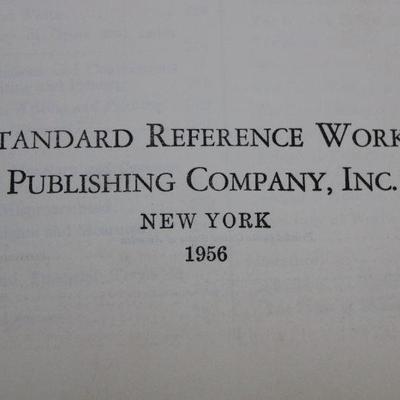 TANDARD REFERENCE WORK
PUBLISHING COMPANY, INC.
NEW YORK
1956